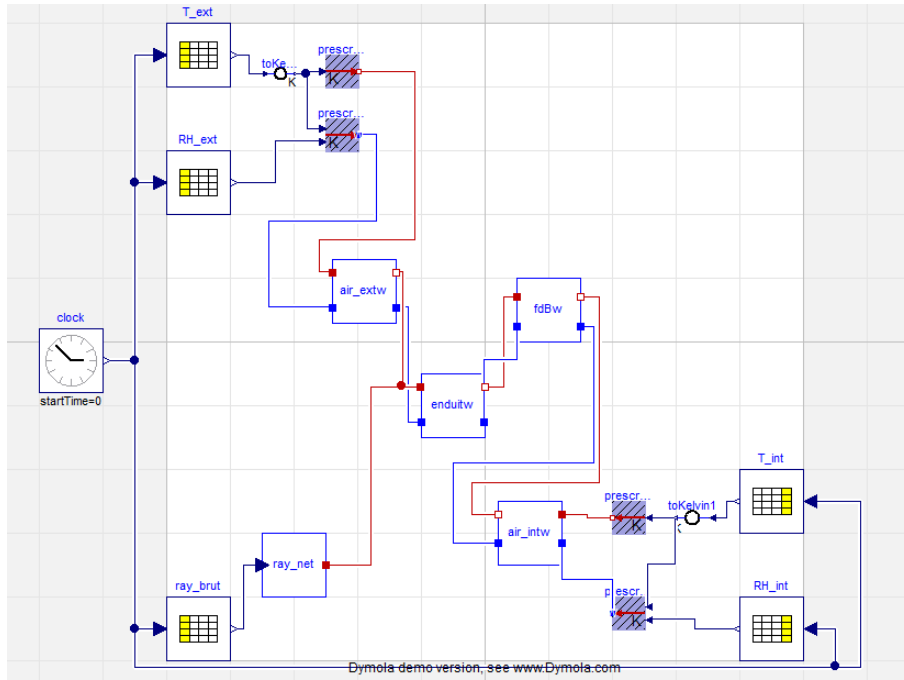 T_ext
toKe...
K
prescr...
K
prescr...
K
RH_ext
air_extw
fdBw
clock
startTime=0
enduitw
T_int
prescr...
toKelvin1
K
K
air_intw
ray_net
ray_brut
prescr...
K
RH_int
Dymola demo version, see www.Dymola.com